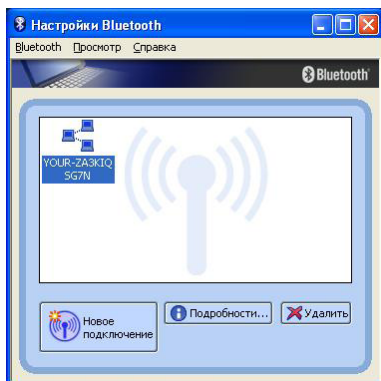 Настройки Bluetooth
Bluetooth Просмотр Справка
Bluetooth
YOUR-ZA3KIQ
SG7N
Новое
подключение
Подробности...
Удалить